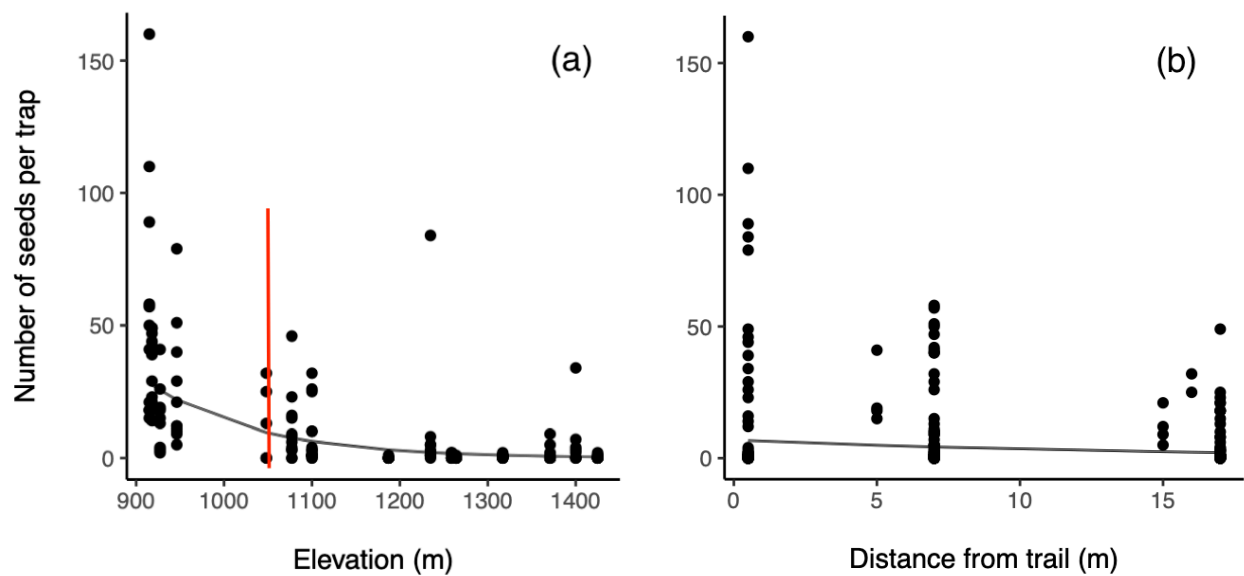 Number of seeds per trap
(a)
150
100
50
0
900 1000 1100 1200 1300 1400
Elevation (m)
(b)
150
100
50
0
0 5 10 15
Distance from trail (m)